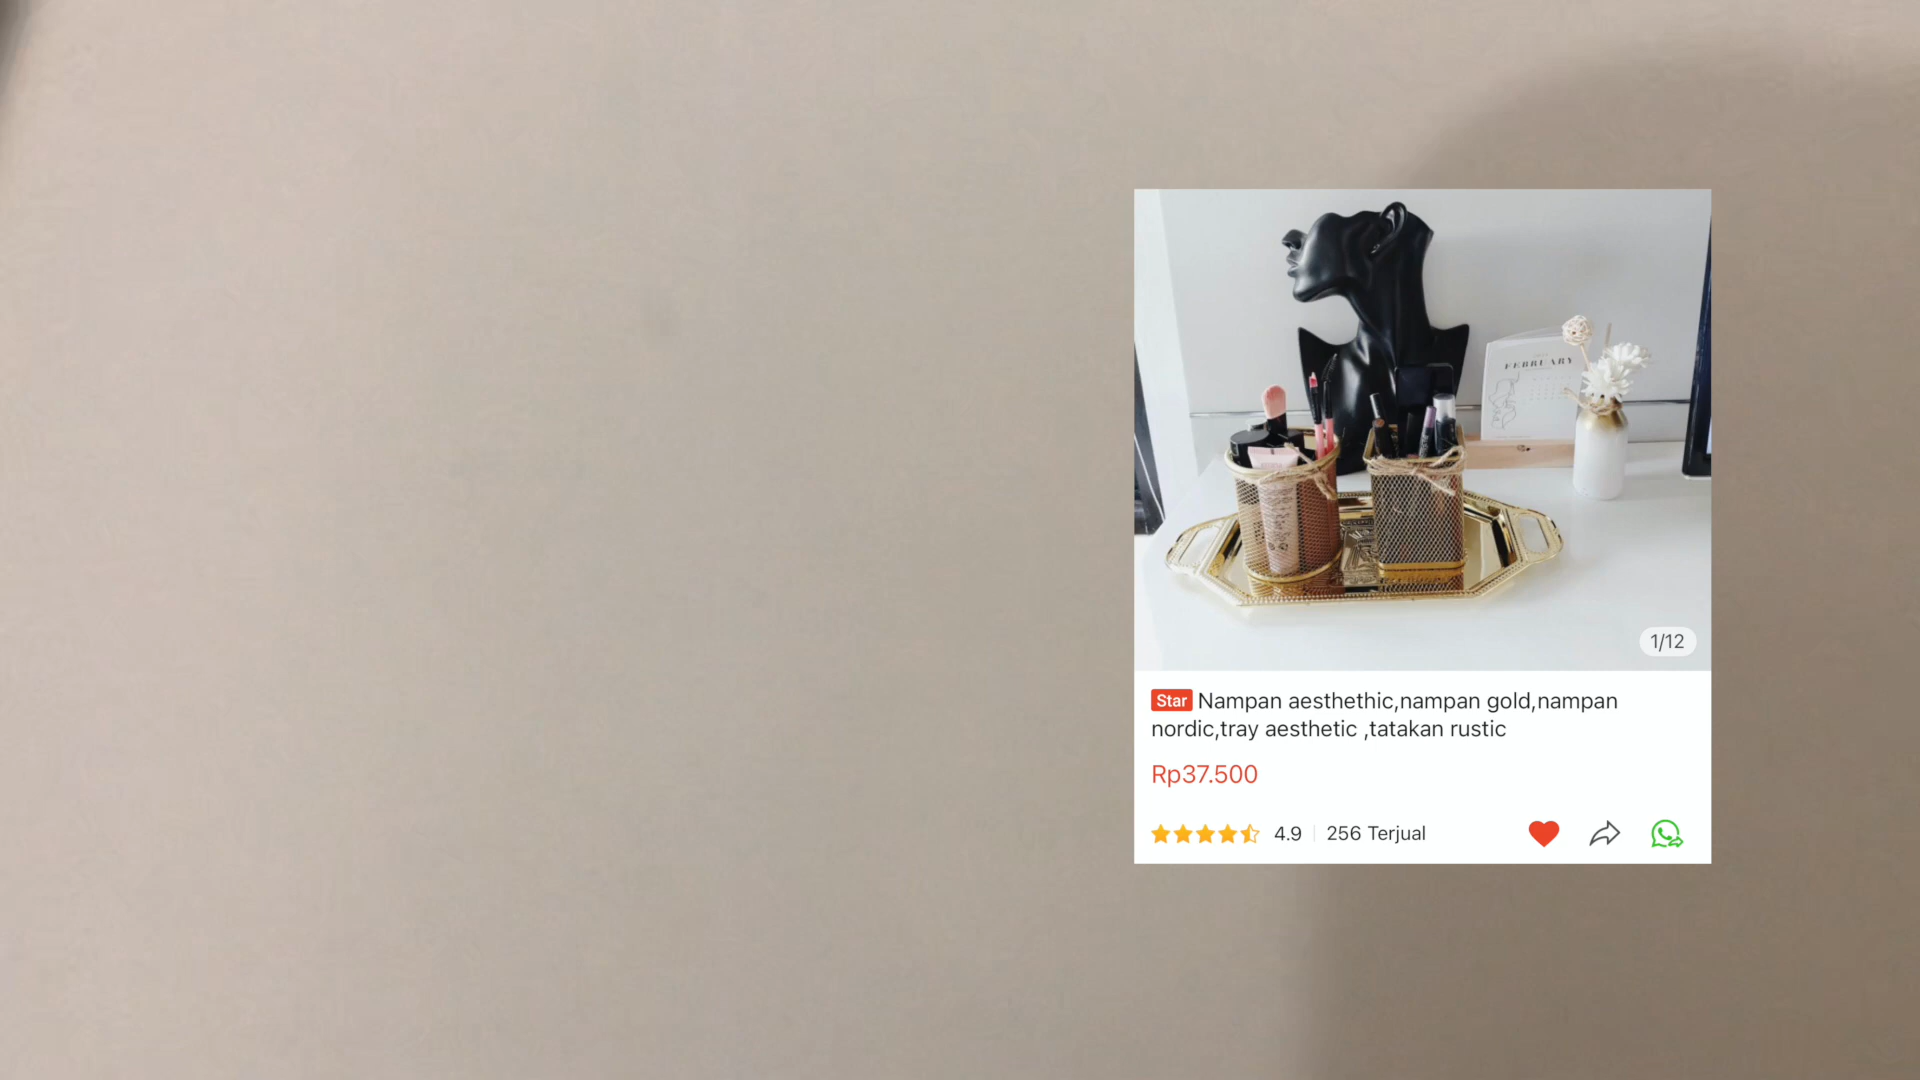 FEBRUARY
1/12
Star Nampan aesthethic,nampan gold,nampan
nordic,tray aesthetic ,tatakan rustic
Rp37.500
4.9 256 Terjual